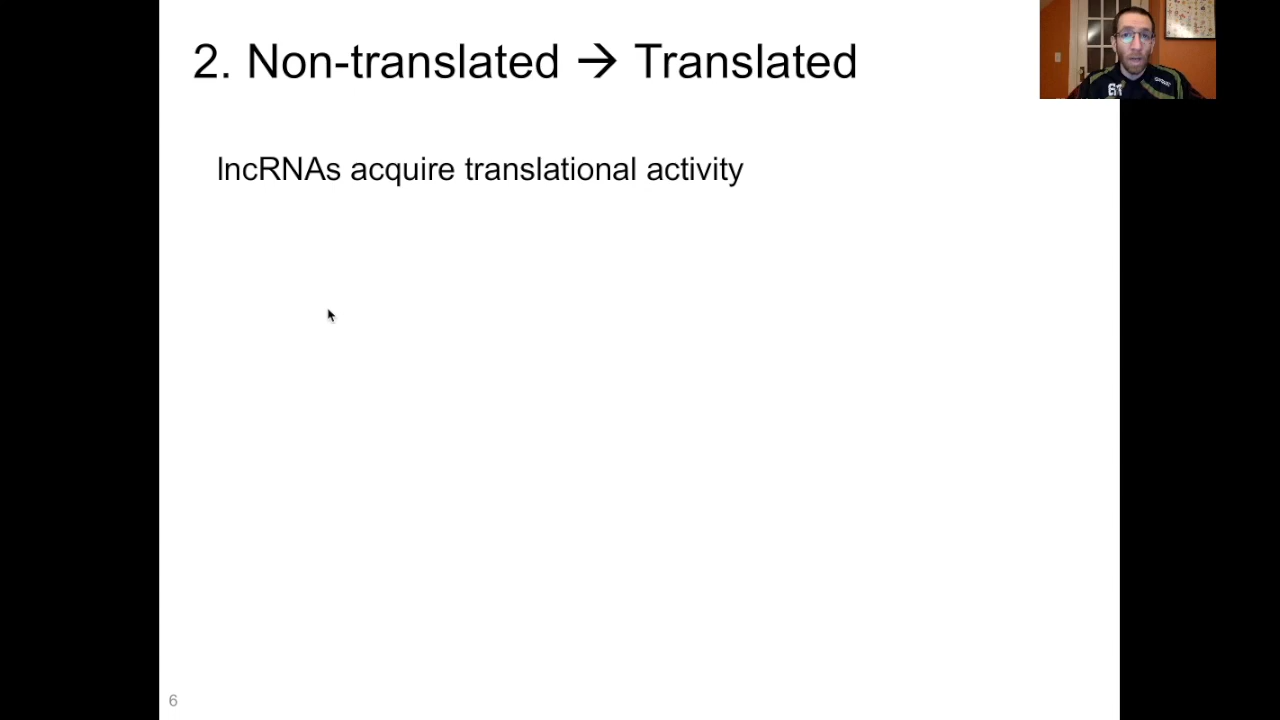 2. Non-translated → Translated
lncRNAs acquire translational activity
6